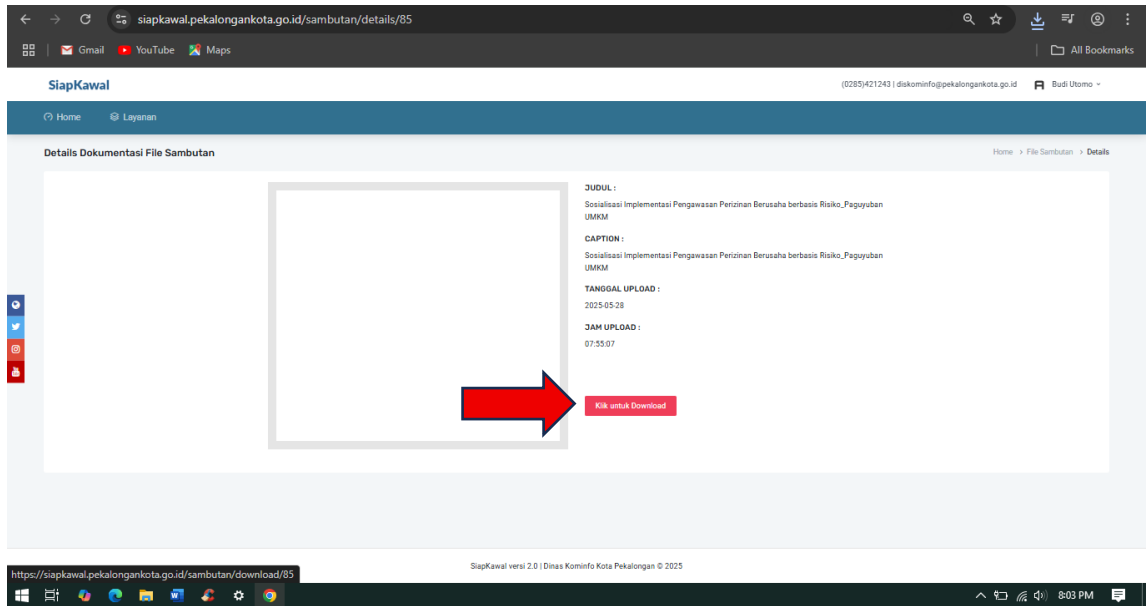 siapkawal.pekalongankota.go.id/sambutan/details/85
Gmail YouTube Maps All Bookmarks
SiapKawal (0285)421243 | diskominfo@pekalongankota.go.id Budi Utomo
Home Layanan
Details Dokumentasi File Sambutan Home > File Sambutan > Details
JUDUL :
Sosialisasi Implementasi Pengawasan Perizinan Berusaha berbasis Risiko_Paguyuban
UMKM
CAPTION :
Sosialisasi Implementasi Pengawasan Perizinan Berusaha berbasis Risiko_Paguyuban
UMKM
TANGGAL UPLOAD :
2025-05-28
JAM UPLOAD :
07:55:07
Klik untuk Download
SiapKawal versi 2.0 | Dinas Kominfo Kota Pekalongan © 2025
https://siapkawal.pekalongankota.go.id/sambutan/download/85
8:03 PM